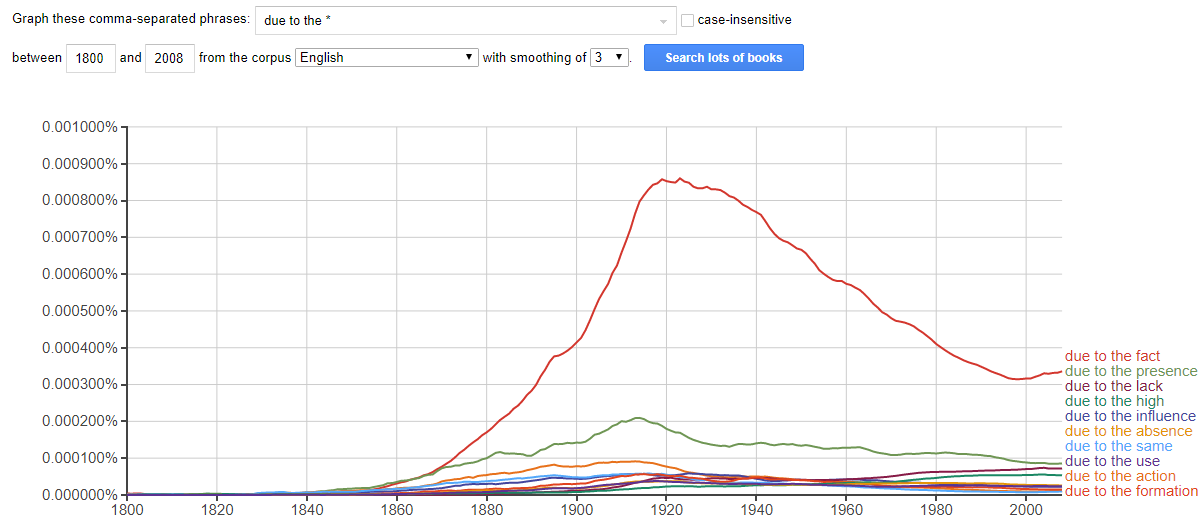 Graph these comma-separated phrases: due to the * case-insensitive
between 1800 and 2008 from the corpus English with smoothing of 3 . Search lots of books
0.001000%
0.000900%
0.000800%
0.000700%
0.000600%
0.000500%
0.000400%
0.000300%
0.000200%
0.000100%
0.000000%
1800 1820 1840 1860 1880 1900 1920 1940 1960 1980 2000
due to the fact
due to the presence
due to the lack
due to the high
due to the influence
due to the absence
due to the same
due to the use
due to the action
due to the formation